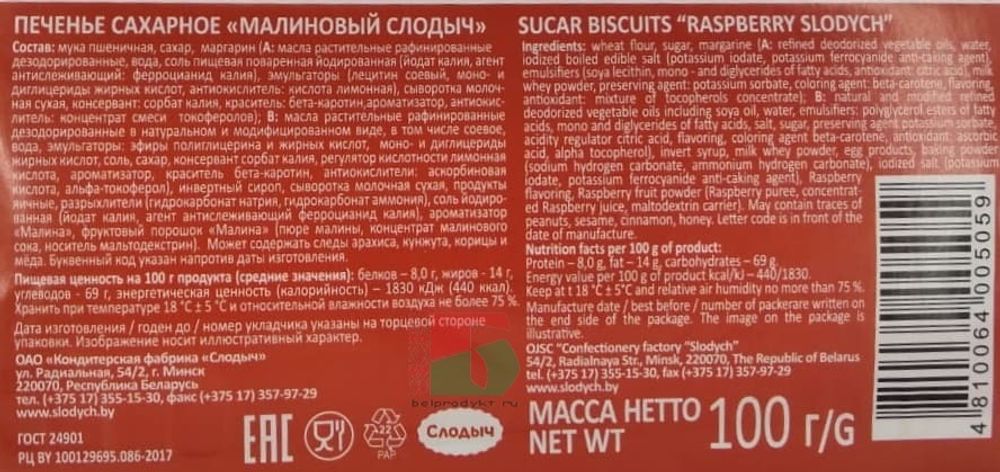 ПЕЧЕНЬЕ САХАРНОЕ «МАЛИНОВЫЙ СЛОДЫЧ»
Состав: мука пшеничная, сахар, маргарин (А: масла растительные рафинированные
дезодорированные, вода, соль пищевая поваренная йодированная (йодат калия, агент
антислеживающий: ферроцианид калия), эмульгаторы (лецитин соевый, моно- и
диглицериды жирных кислот, антиокислитель: кислота лимонная), сыворотка молоч-
ная сухая, консервант: сорбат калия, краситель: бета-каротин,ароматизатор, антиокис-
литель: концентрат смеси токоферолов); В: масла растительные рафинированные
дезодорированные в натуральном и модифицированном виде, в том числе соевое,
вода, эмульгаторы: эфиры полиглицерина и жирных кислот, моно- и диглицериды
жирных кислот, соль, сахар, консервант сорбат калия, регулятор кислотности лимонная
кислота, ароматизатор, краситель бета-каротин, антиокислители: аскорбиновая
кислота, альфа-токоферол), инвертный сироп, сыворотка молочная сухая, продукты
яичные, разрыхлители (гидрокарбонат натрия, гидрокарбонат аммония), соль йодиро-
ванная (йодат калия, агент антислеживающий ферроцианид калия), ароматизатор
«Малина», фруктовый порошок «Малина» (пюре малины, концентрат малинового
сока, носитель мальтодекстрин). Может содержать следы арахиса, кунжута, корицы и
мёда. Буквенный код указан напротив даты изготовления.
Пищевая ценность на 100 г продукта (средние значения): белков – 8,0 г, жиров - 14 г,
углеводов - 69 г, энергетическая ценность (калорийность) – 1830 кДж (440 ккал).
Хранить при температуре 18 °С ± 5 °С и относительной влажности воздуха не более 75 %.
Дата изготовления / годен до / номер укладчика указаны на торцевой стороне
упаковки. Изображение носит иллюстративный характер.
ОАО «Кондитерская фабрика «Слодыч»
ул. Радиальная, 54/2, г. Минск
220070, Республика Беларусь
тел. (+375 17) 355-15-30, факс (+375 17) 357-97-29
www.slodych.by
ГОСТ 24901
РЦ BY 100129695.086-2017
EAC
22
PAP
Слодыч
belprodykt.ru
SUCAR BISCUITS “RASPBERRY SLODYCH”
Ingredients: wheat flour, sugar, margarine (A: refined deodorized vegetable oils, water,
iodized boiled edible salt (potassium iodate, potassium ferrocyanide anti-caking agent),
emulsifiers (soya lecithin, mono - and diglycerides of fatty acids, antioxidant: citric acid), milk
whey powder, preserving agent: potassium sorbate, coloring agent: beta-carotene, flavoring,
antioxidant: mixture of tocopherols concentrate); B: natural and modified refined
deodorized vegetable oils including soya oil, water, emulsifiers: polyglycerol esters of fatty
acids, mono and diglycerides of fatty acids, salt, sugar, preserving agent potassium sorbate,
acidity regulator citric acid, flavoring, coloring agent beta-carotene, antioxidant: ascorbic
acid, alpha tocopherol), invert syrup, milk whey powder, egg products, baking powder
(sodium hydrogen carbonate, ammonium hydrogen carbonate), iodized salt (potassium
iodate, potassium ferrocyanide anti-caking agent), Raspberry
flavoring, Raspberry fruit powder (Raspberry puree, concentrat-
ed Raspberry juice, maltodextrin carrier). May contain traces of
peanuts, sesame, cinnamon, honey. Letter code is in front of the
date of manufacture.
Nutrition facts per 100 g of product:
Protein – 8,0 g, fat – 14 g, carbohydrates – 69 g.
Energy value per 100 g of product kcal/kJ – 440/1830.
Keep at t 18 °C ± 5°C and relative air humidity no more than 75 %.
Manufacture date / best before / number of packerare written on
the end side of the package. The image on the package is
illustrative.
OJSC "Confectionery factory "Slodych"
54/2, Radialnaya Str., Minsk, 220070, The Republic of Belarus
tel. (+375 17) 355-15-30, fax (+375 17) 357-97-29
www.slodych.by
МАССА НЕТТО
NET WT
100 г/G
4 810064 005059